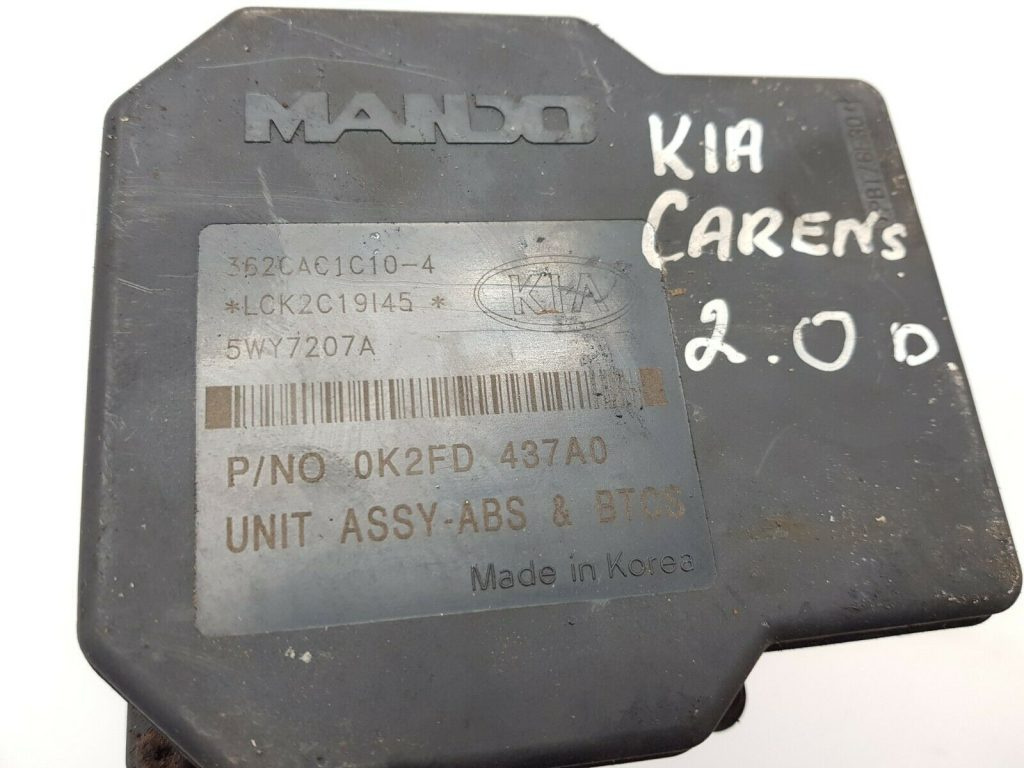 MANDO
KIA
CARENS
2.0 D
362CAC1C10-4
*LCK2C19I45 *
KIA
5WY7207A
P/NO 0K2FD 437A0
UNIT ASSY-ABS & BTCS
Made in Korea